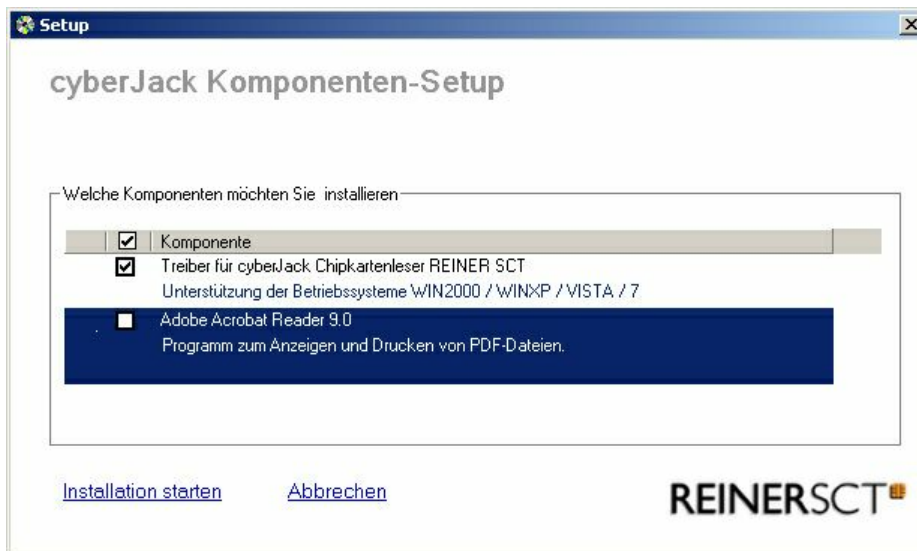 Setup
cyberJack Komponenten-Setup
Welche Komponenten möchten Sie installieren
Komponente
Treiber für cyberJack Chipkartenleser REINER SCT
Unterstützung der Betriebssysteme WIN2000 / WINXP / VISTA / 7
Adobe Acrobat Reader 9.0
Programm zum Anzeigen und Drucken von PDF-Dateien.
Installation starten
Abbrechen
REINERSCT